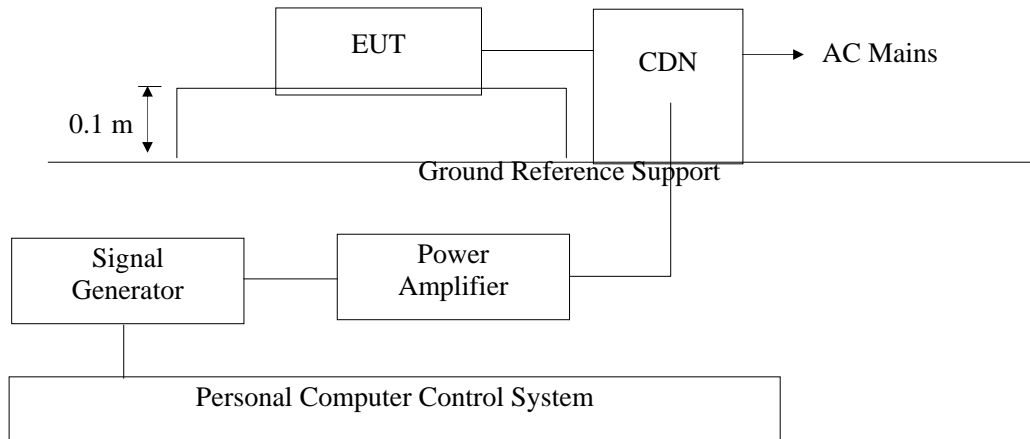 EUT
CDN
AC Mains
0.1 m
Ground Reference Support
Signal
Generator
Power
Amplifier
Personal Computer Control System